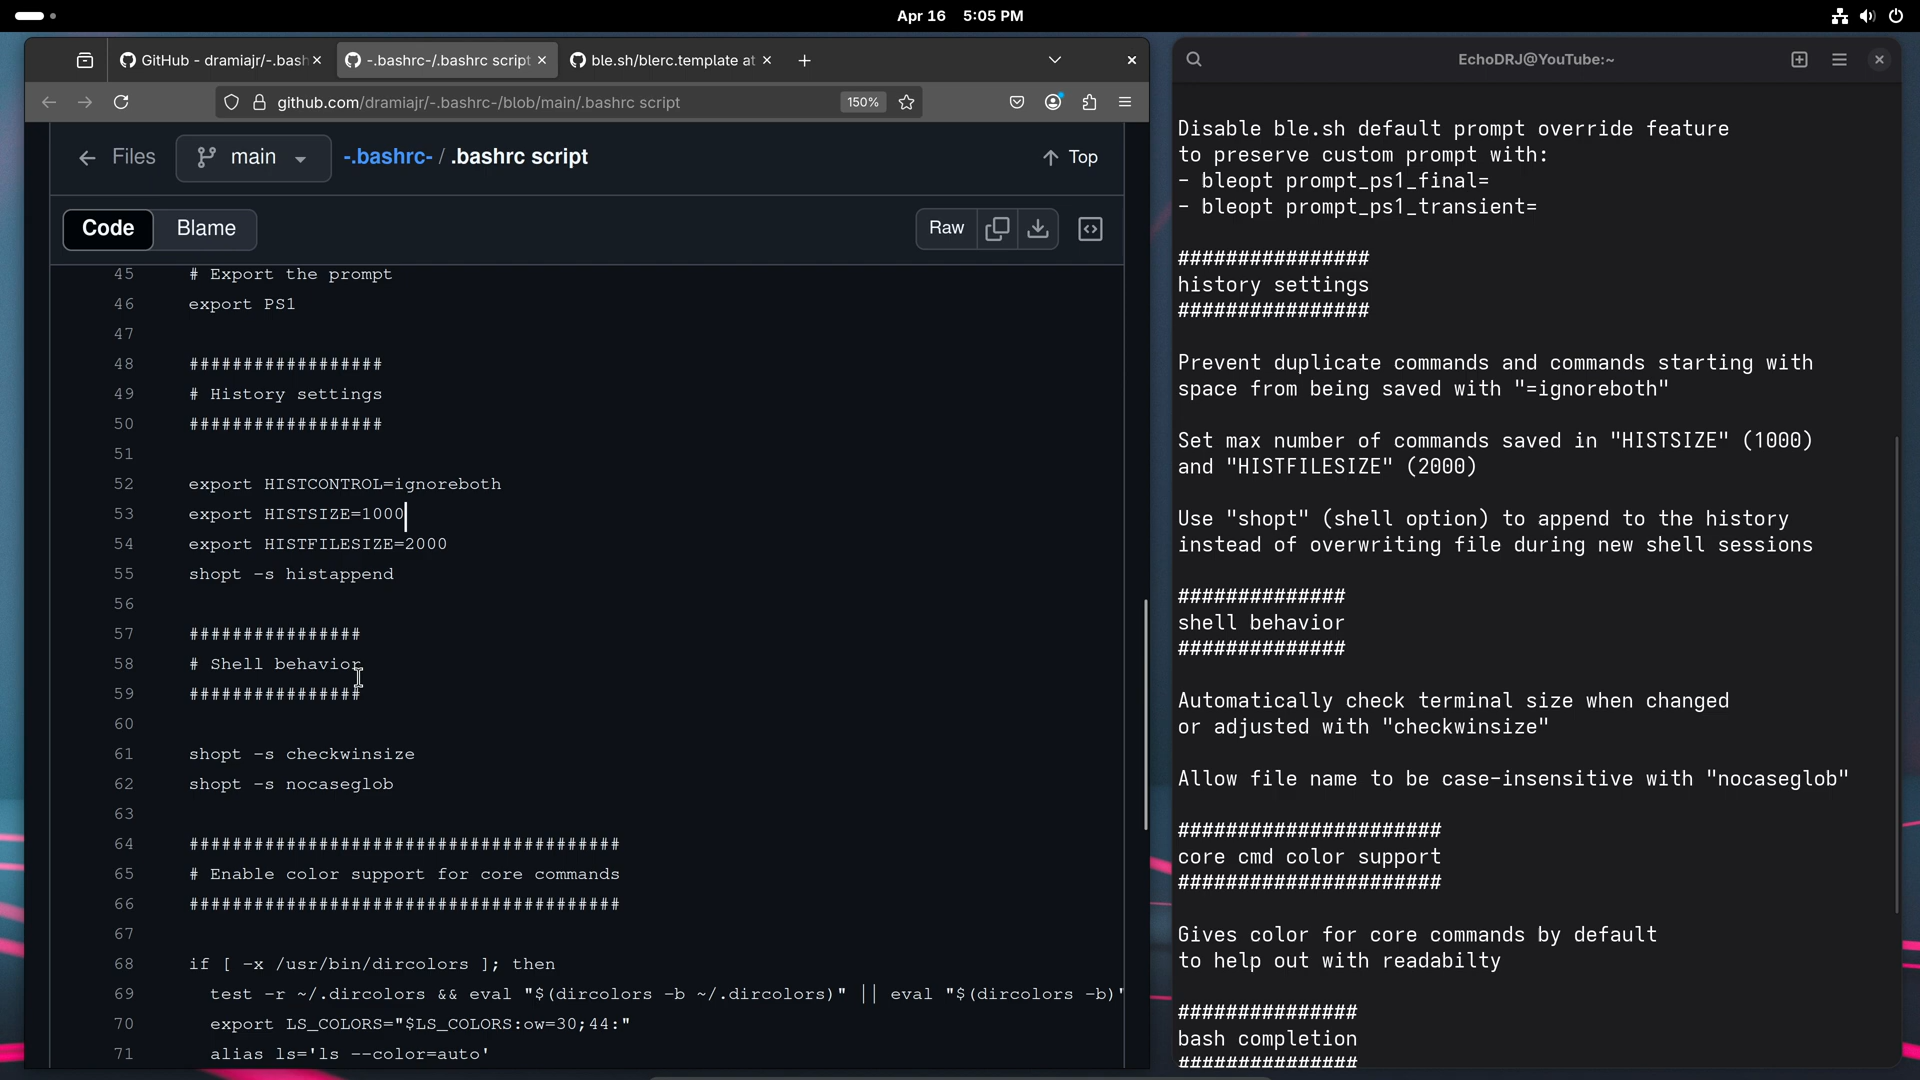 Apr 16 5:05 PM
GitHub - dramiajr/-.bash
-.bashrc-/.bashrc script
ble.sh/blerc.template at
github.com/dramiajr/-.bashrc-/blob/main/.bashrc script
150%
Files
main
-.bashrc- / .bashrc script
Top
Code
Blame
Raw
45 # Export the prompt
46 export PS1
47
48 ##################
49 # History settings
50 ##################
51
52 export HISTCONTROL=ignoreboth
53 export HISTSIZE=1000
54 export HISTFILESIZE=2000
55 shopt -s histappend
56
57 ################
58 # Shell behavior
59 ################
60
61 shopt -s checkwinsize
62 shopt -s nocaseglob
63
64 ########################################
65 # Enable color support for core commands
66 ########################################
67
68 if [ -x /usr/bin/dircolors ]; then
69 test -r ~/.dircolors && eval "$(dircolors -b ~/.dircolors)" || eval "$(dircolors -b)"
70 export LS_COLORS="$LS_COLORS:ow=30;44:"
71 alias ls='ls --color=auto'
EchoDRJ@YouTube:~
Disable ble.sh default prompt override feature
to preserve custom prompt with:
- bleopt prompt_ps1_final=
- bleopt prompt_ps1_transient=
################
history settings
################
Prevent duplicate commands and commands starting with
space from being saved with "=ignoreboth"
Set max number of commands saved in "HISTSIZE" (1000)
and "HISTFILESIZE" (2000)
Use "shopt" (shell option) to append to the history
instead of overwriting file during new shell sessions
##############
shell behavior
##############
Automatically check terminal size when changed
or adjusted with "checkwinsize"
Allow file name to be case-insensitive with "nocaseglob"
######################
core cmd color support
######################
Gives color for core commands by default
to help out with readabilty
###############
bash completion
###############